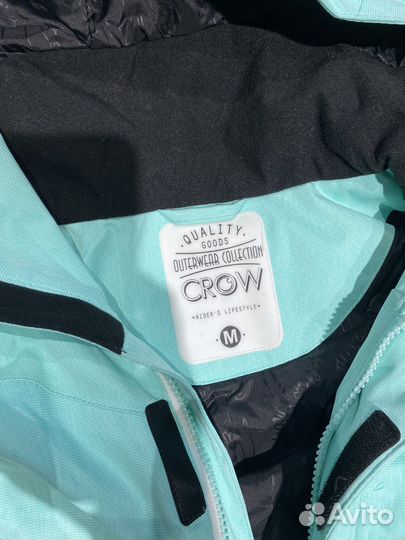 · QUALITY ·
GOODS
OUTERWEAR COLLECTION
CROW
· RIDER'S LIFESTYLE ·
M
Avito